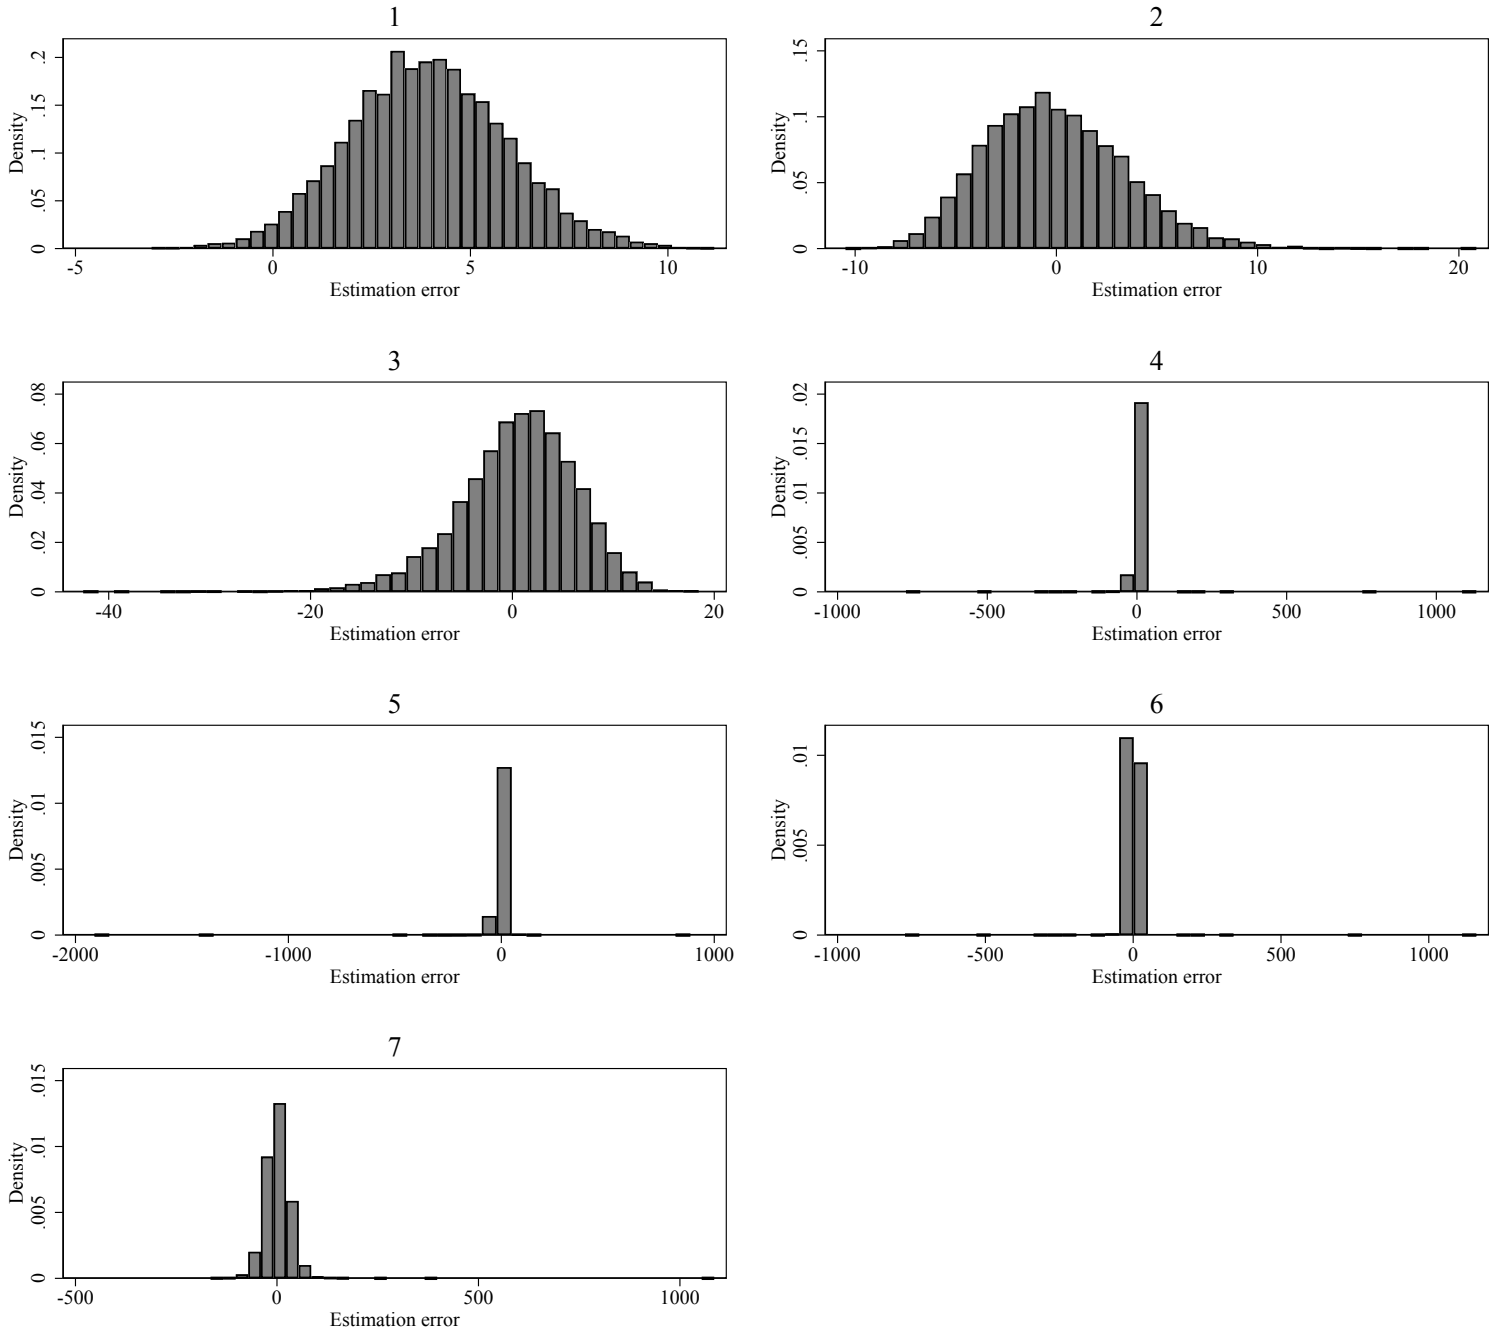 1
Density
0 .05 .1 .15 .2
-5 0 5 10
Estimation error
2
Density
0 .05 .1 .15
-10 0 10 20
Estimation error
3
Density
0 .02 .04 .06 .08
-40 -20 0 20
Estimation error
4
Density
0 .005 .01 .015 .02
-1000 -500 0 500 1000
Estimation error
5
Density
0 .005 .01 .015
-2000 -1000 0 1000
Estimation error
6
Density
0 .005 .01
-1000 -500 0 500 1000
Estimation error
7
Density
0 .005 .01 .015
-500 0 500 1000
Estimation error